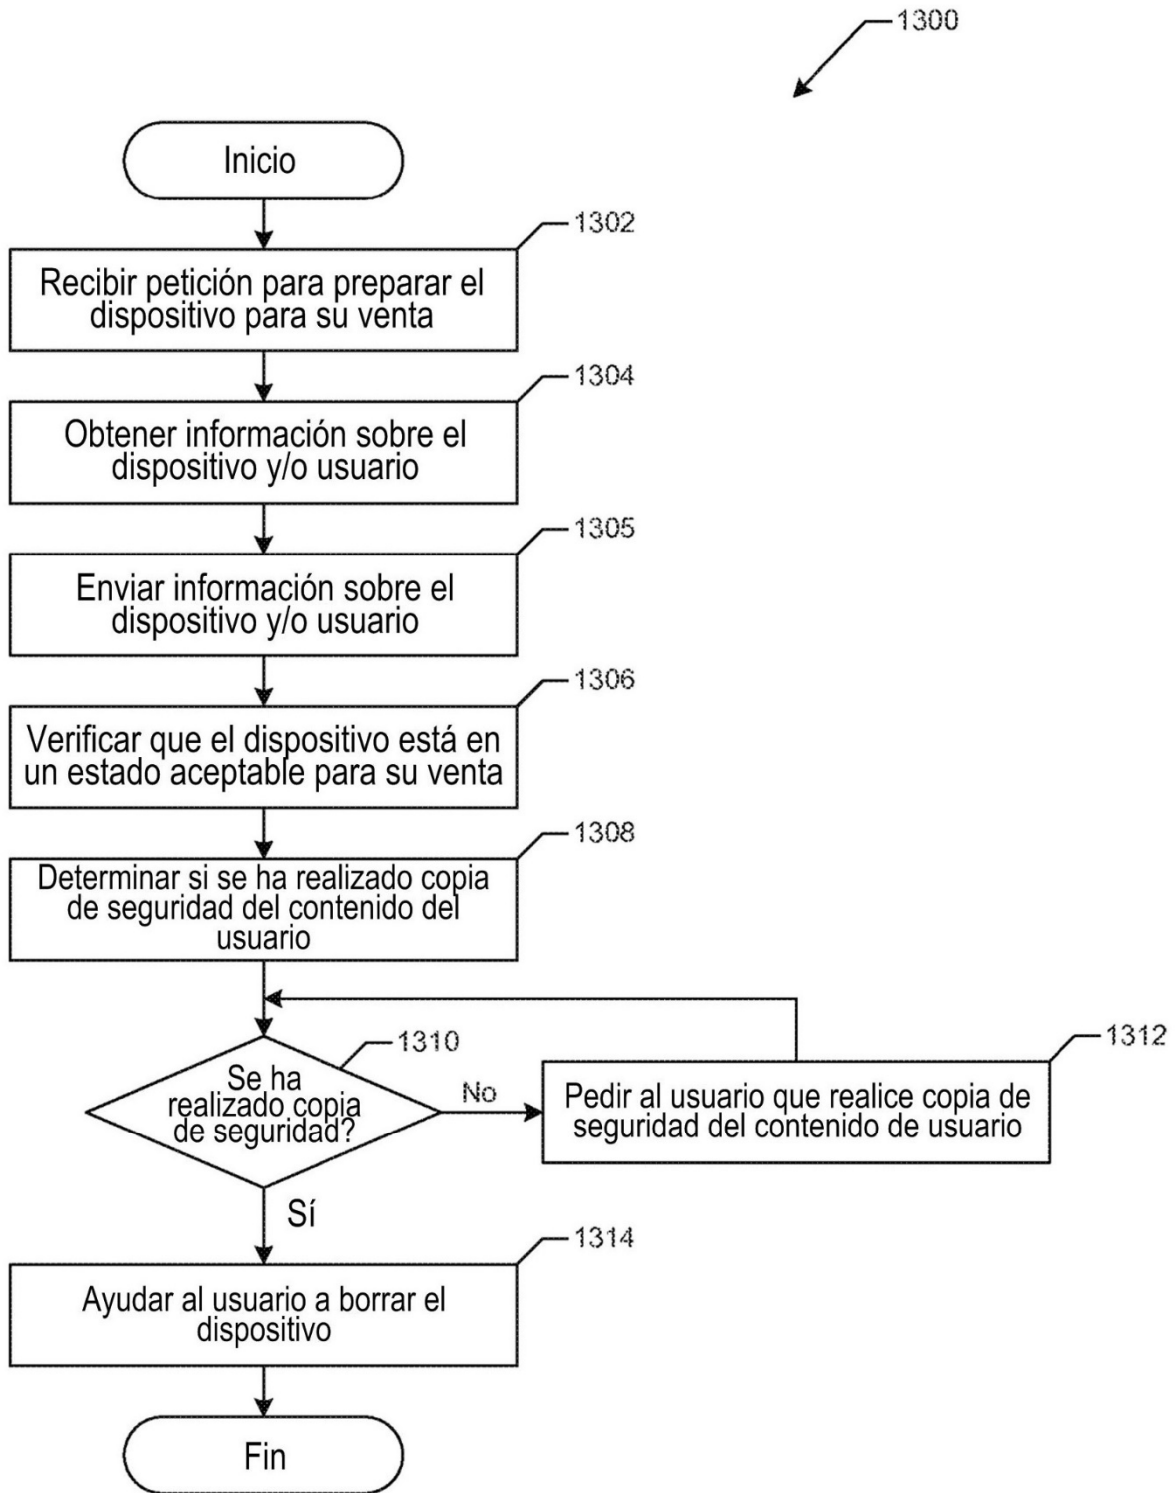 1300
Inicio
1302
Recibir petición para preparar el
dispositivo para su venta
1304
Obtener información sobre el
dispositivo y/o usuario
1305
Enviar información sobre el
dispositivo y/o usuario
1306
Verificar que el dispositivo está en
un estado aceptable para su venta
1308
Determinar si se ha realizado copia
de seguridad del contenido del
usuario
1310
Se ha
realizado copia
de seguridad?
No
1312
Pedir al usuario que realice copia de
seguridad del contenido de usuario
Sí
1314
Ayudar al usuario a borrar el
dispositivo
Fin